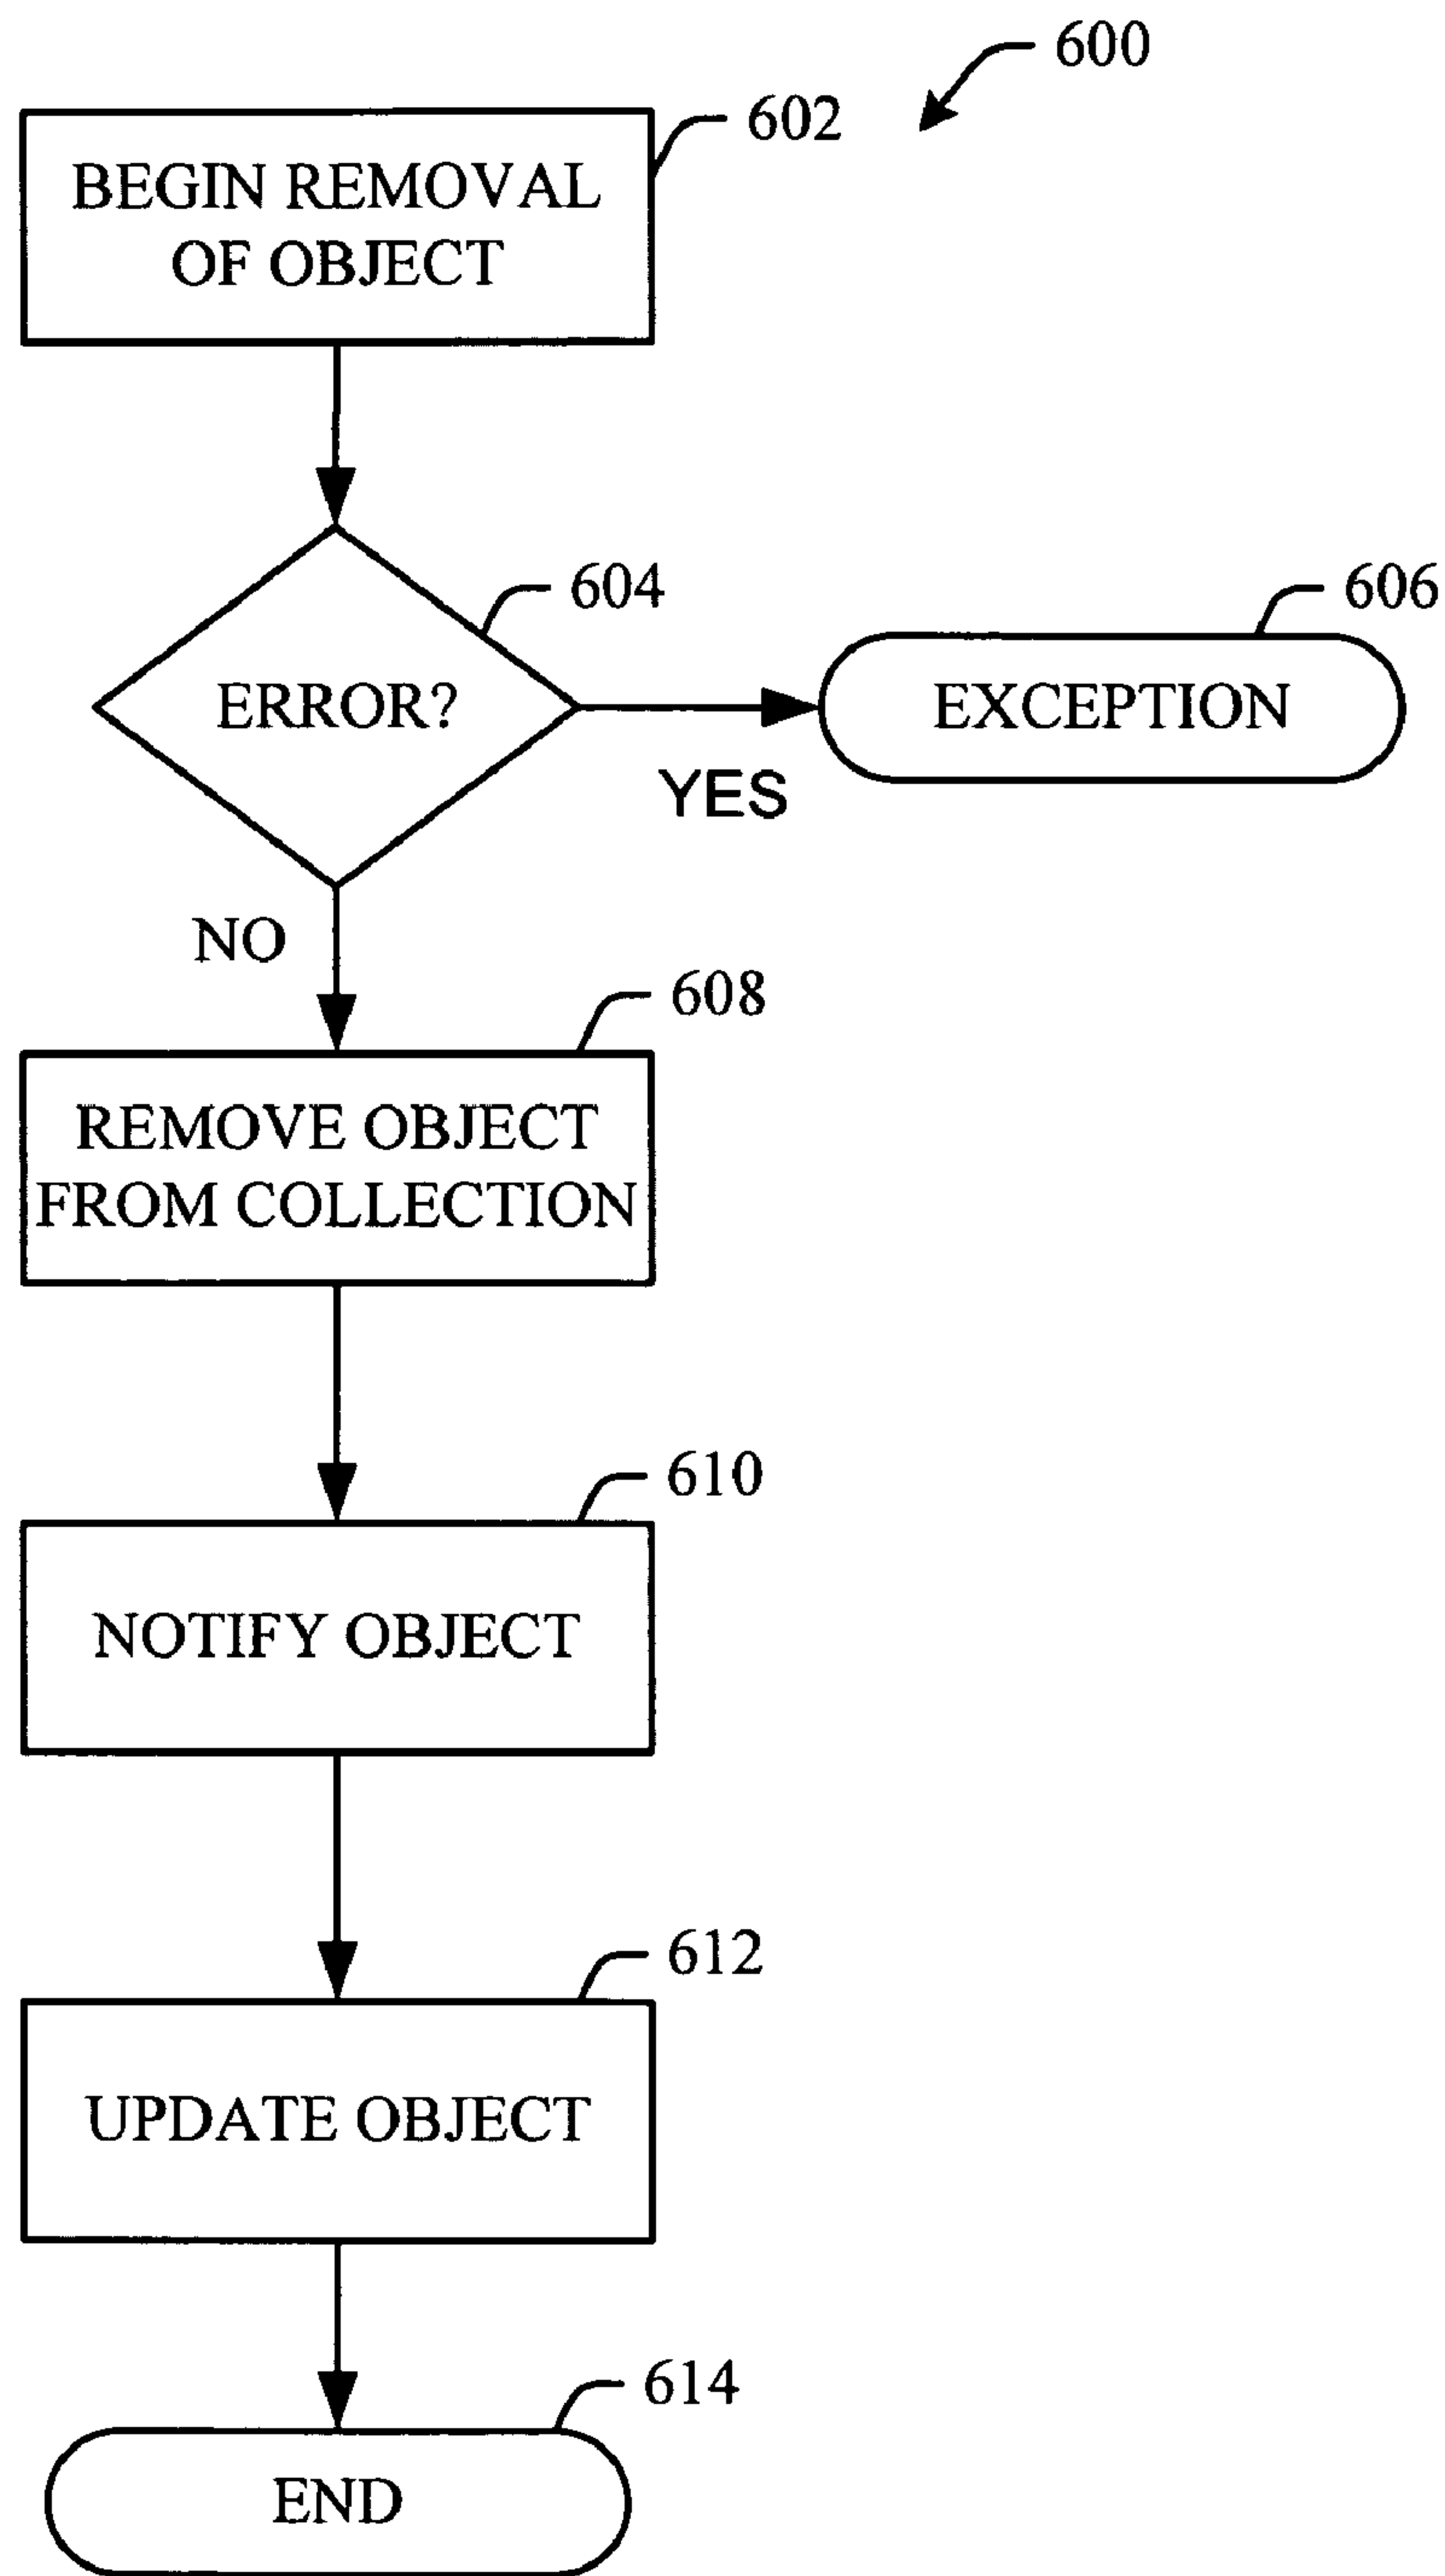 600
602
BEGIN REMOVAL
OF OBJECT
604
606
ERROR?
EXCEPTION
YES
NO
608
REMOVE OBJECT
FROM COLLECTION
610
NOTIFY OBJECT
612
UPDATE OBJECT
614
END